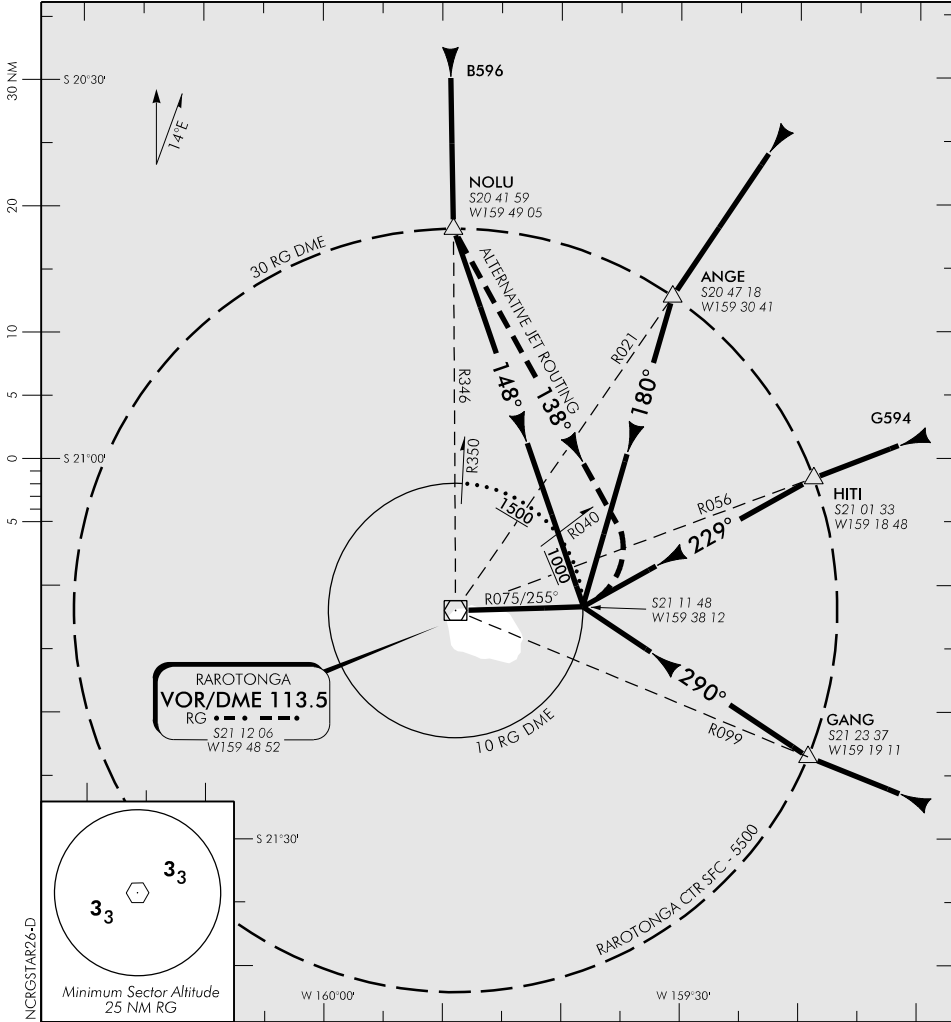 B596
30 NM
S 20°30'
14°E
NOLU
S20 41 59
W159 49 05
20
30 RG DME
ALTERNATIVE JET ROUTING
ANGE
S20 47 18
W159 30 41
R021
10
R346
148°
138°
180°
5
G594
0
S 21°00'
R350
HITI
S21 01 33
W159 18 48
R056
1500
R040
229°
5
1000
R075/255°
S21 11 48
W159 38 12
RAROTONGA
VOR/DME 113.5
RG
S21 12 06
W159 48 52
290°
R099
GANG
S21 23 37
W159 19 11
10 RG DME
S 21°30'
RAROTONGA CTR SFC - 5500
33
33
Minimum Sector Altitude
25 NM RG
W 160°00'
W 159°30'
NCRGSTAR26-D